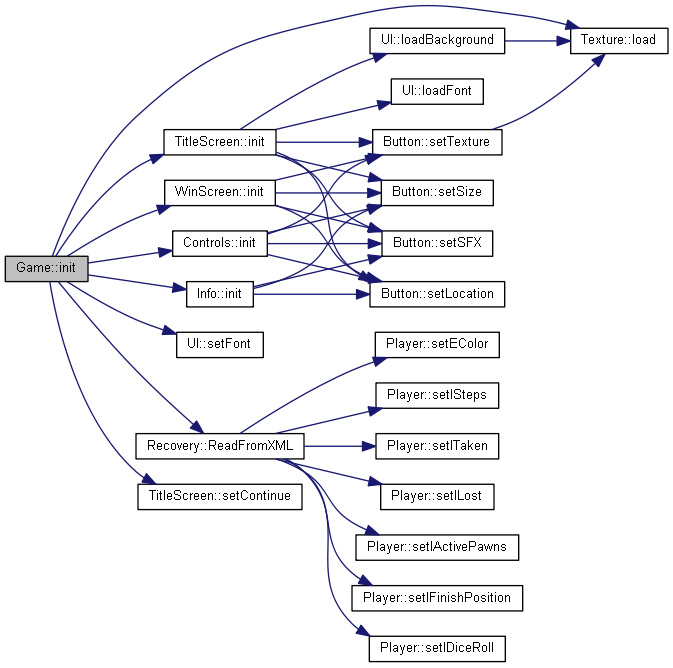 UI::loadBackground
Texture::load
UI::loadFont
TitleScreen::init
Button::setTexture
WinScreen::init
Button::setSize
Controls::init
Button::setSFX
Game::init
Info::init
Button::setLocation
UI::setFont
Player::setEColor
Player::setISteps
Recovery::ReadFromXML
Player::setITaken
TitleScreen::setContinue
Player::setILost
Player::setIActivePawns
Player::setIFinishPosition
Player::setIDiceRoll